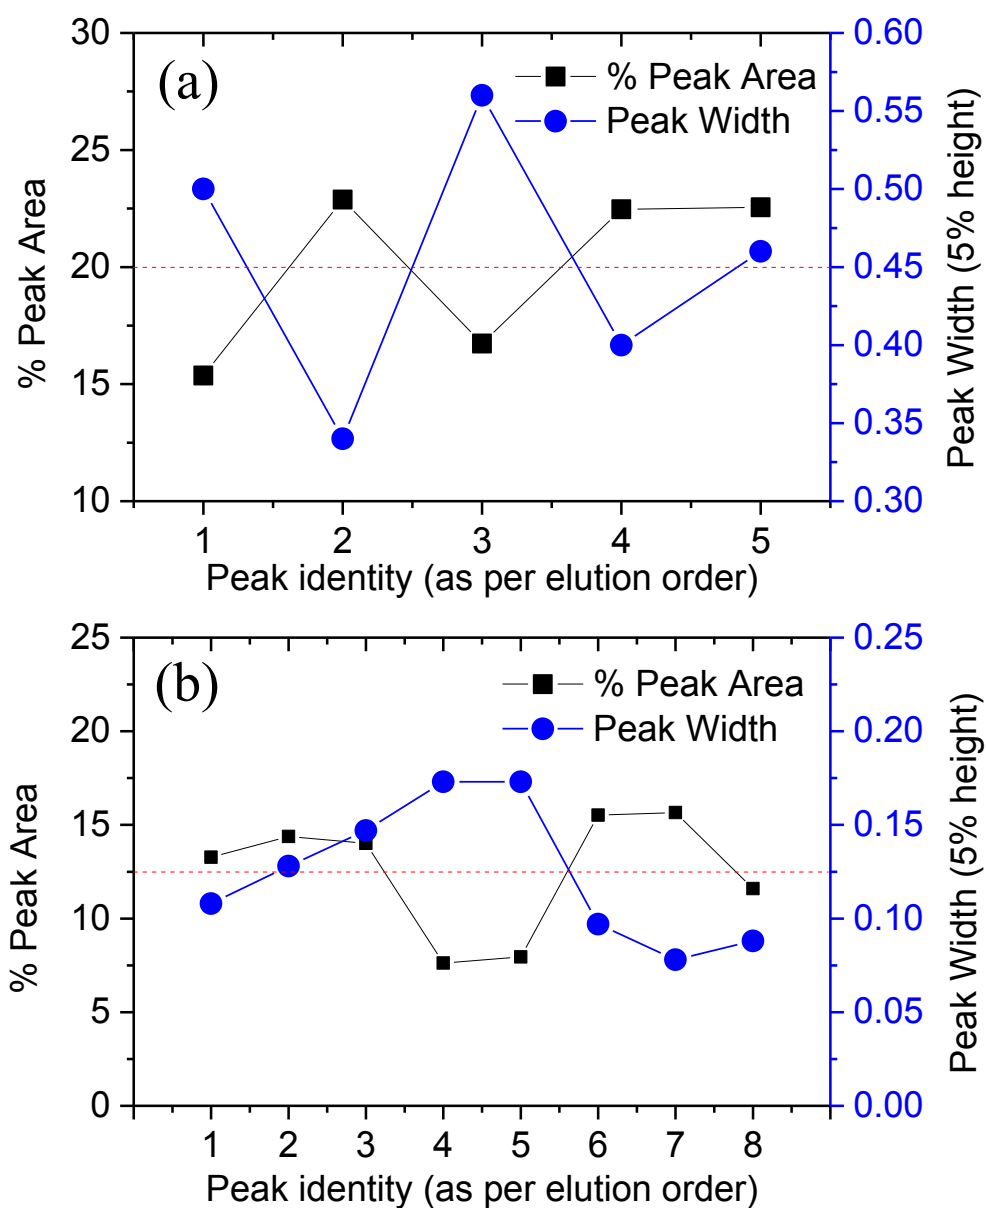 (a)
% Peak Area
Peak Width
30
25
20
15
10
% Peak Area
0.60
0.55
0.50
0.45
0.40
0.35
0.30
Peak Width (5% height)
1 2 3 4 5
Peak identity (as per elution order)
(b)
% Peak Area
Peak Width
25
20
15
10
5
0
% Peak Area
0.25
0.20
0.15
0.10
0.05
0.00
Peak Width (5% height)
1 2 3 4 5 6 7 8
Peak identity (as per elution order)